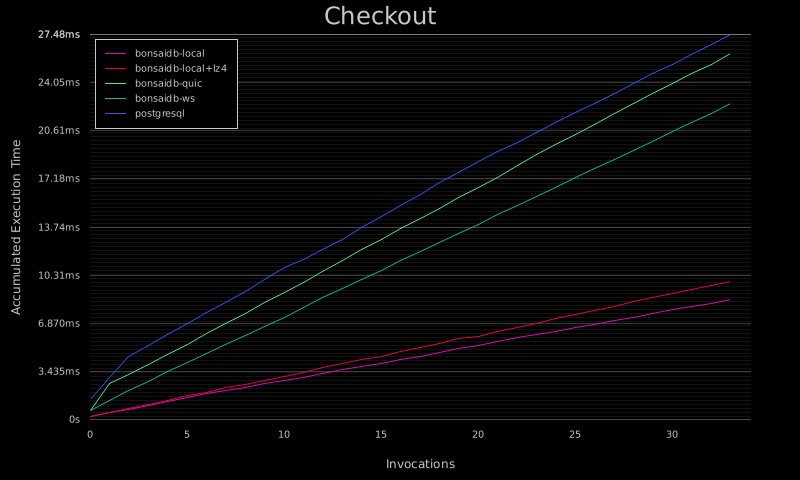 Checkout
27.48ms
24.05ms
20.61ms
17.18ms
13.74ms
10.31ms
6.870ms
3.435ms
0s
Accumulated Execution Time
bonsaidb-local
bonsaidb-local+lz4
bonsaidb-quic
bonsaidb-ws
postgresql
0 5 10 15 20 25 30
Invocations